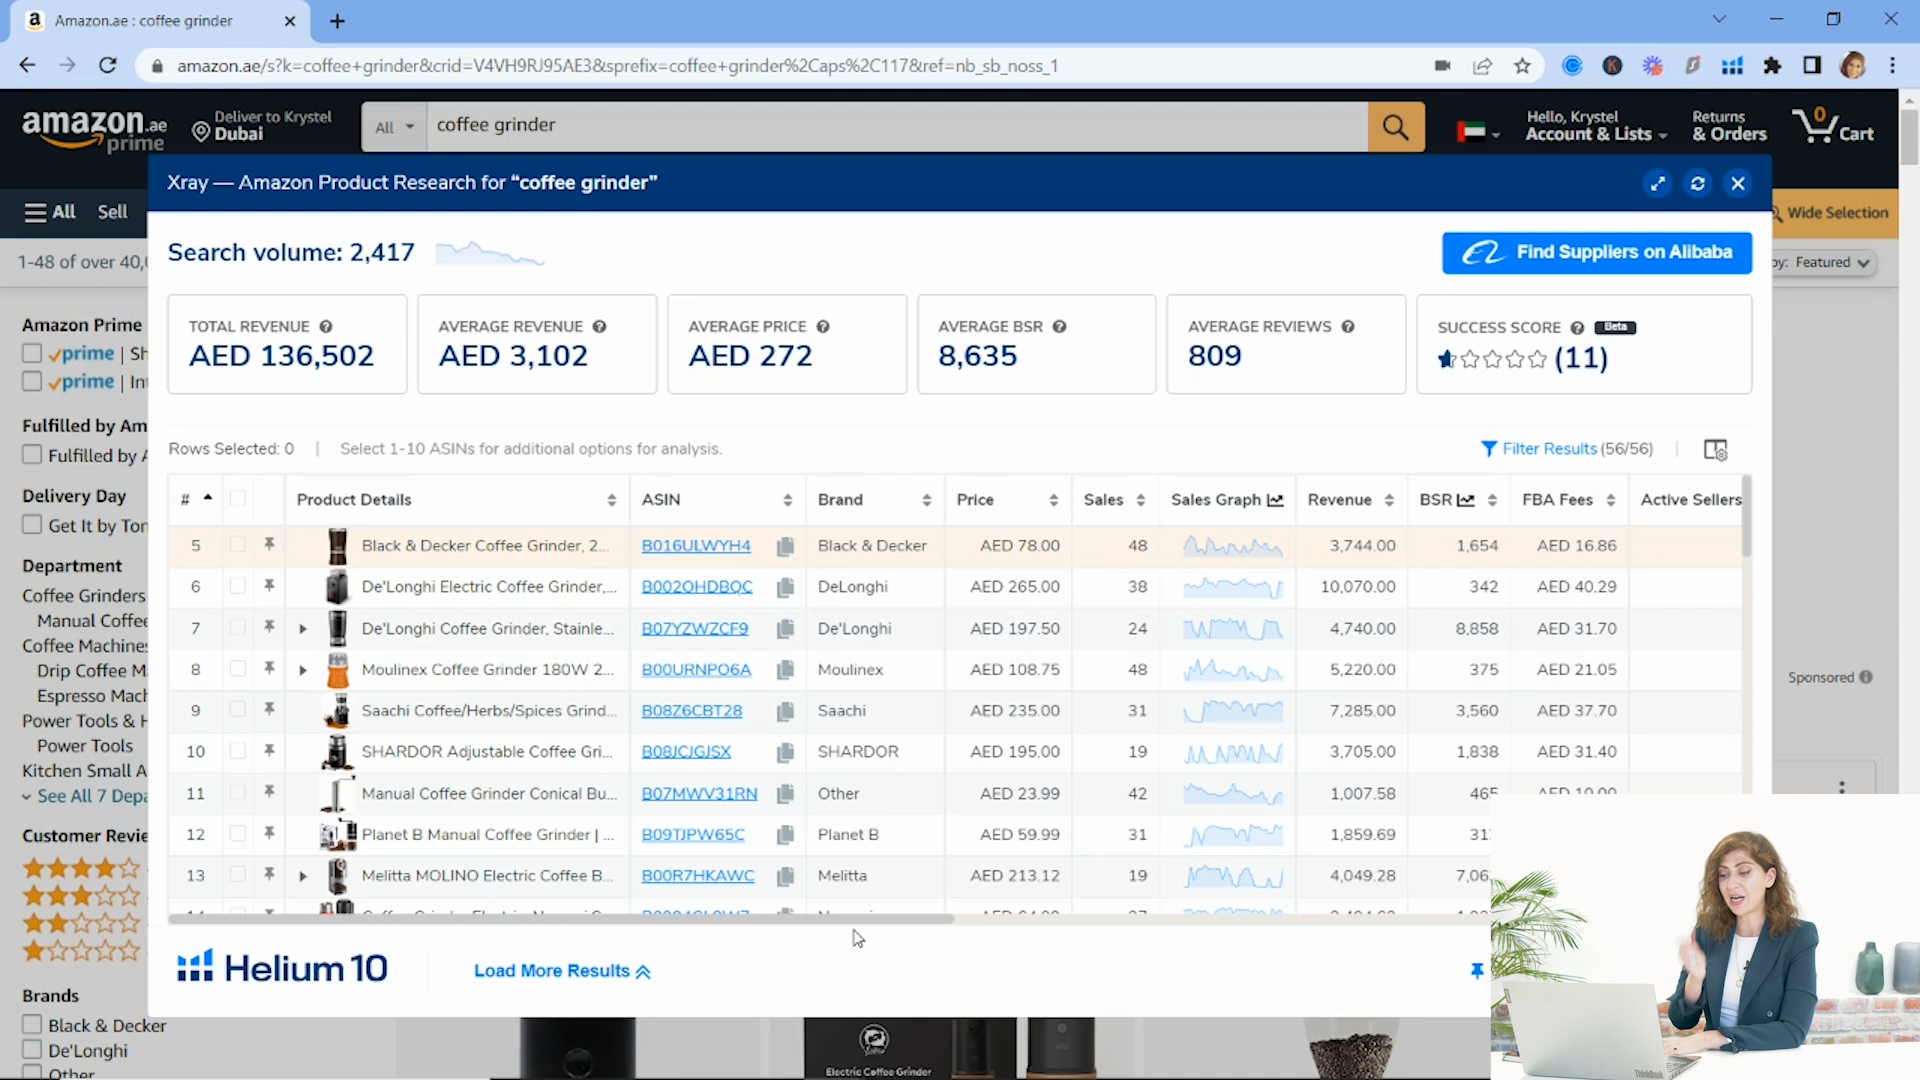 Amazon.ae : coffee grinder
amazon.ae/s?k=coffee+grinder&crid=V4VH9RJ95AE3&sprefix=coffee+grinder%2Caps%2C117&ref=nb_sb_noss_1
amazon.ae
prime
Deliver to Krystel
Dubai
All
coffee grinder
Hello, Krystel
Account & Lists
Returns
& Orders
0
Cart
All
Sell
Wide Selection
Xray — Amazon Product Research for “coffee grinder”
1-48 of over 40,
by: Featured
Search volume: 2,417
Find Suppliers on Alibaba
TOTAL REVENUE
AED 136,502
AVERAGE REVENUE
AED 3,102
AVERAGE PRICE
AED 272
AVERAGE BSR
8,635
AVERAGE REVIEWS
809
SUCCESS SCORE Beta
(11)
Rows Selected: 0 | Select 1-10 ASINs for additional options for analysis.
Filter Results (56/56)
# Product Details ASIN Brand Price Sales Sales Graph Revenue BSR FBA Fees Active Sellers
5 Black & Decker Coffee Grinder, 2... B016ULWYH4 Black & Decker AED 78.00 48 3,744.00 1,654 AED 16.86
6 De'Longhi Electric Coffee Grinder,... B002OHDBQC DeLonghi AED 265.00 38 10,070.00 342 AED 40.29
7 De'Longhi Coffee Grinder, Stainle... B07YZWZCF9 De'Longhi AED 197.50 24 4,740.00 8,858 AED 31.70
8 Moulinex Coffee Grinder 180W 2... B00URNPO6A Moulinex AED 108.75 48 5,220.00 375 AED 21.05
9 Saachi Coffee/Herbs/Spices Grind... B08Z6CBT28 Saachi AED 235.00 31 7,285.00 3,560 AED 37.70
10 SHARDOR Adjustable Coffee Gri... B08JCJGJSX SHARDOR AED 195.00 19 3,705.00 1,838 AED 31.40
11 Manual Coffee Grinder Conical Bu... B07MWV31RN Other AED 23.99 42 1,007.58 465
12 Planet B Manual Coffee Grinder | ... B09TJPW65C Planet B AED 59.99 31 1,859.69 31
13 Melitta MOLINO Electric Coffee B... B00R7HKAWC Melitta AED 213.12 19 4,049.28 7,06
Helium 10
Load More Results
Amazon Prime
prime | Sh
prime | Int
Fulfilled by Am
Fulfilled by A
Delivery Day
Get It by Tom
Department
Coffee Grinders
Manual Coffee
Coffee Machines
Drip Coffee M
Espresso Mach
Power Tools & H
Power Tools
Kitchen Small A
See All 7 Depa
Customer Revie
Brands
Black & Decker
De'Longhi
Other
Sponsored
Electric Coffee Grinder
ThinkBook